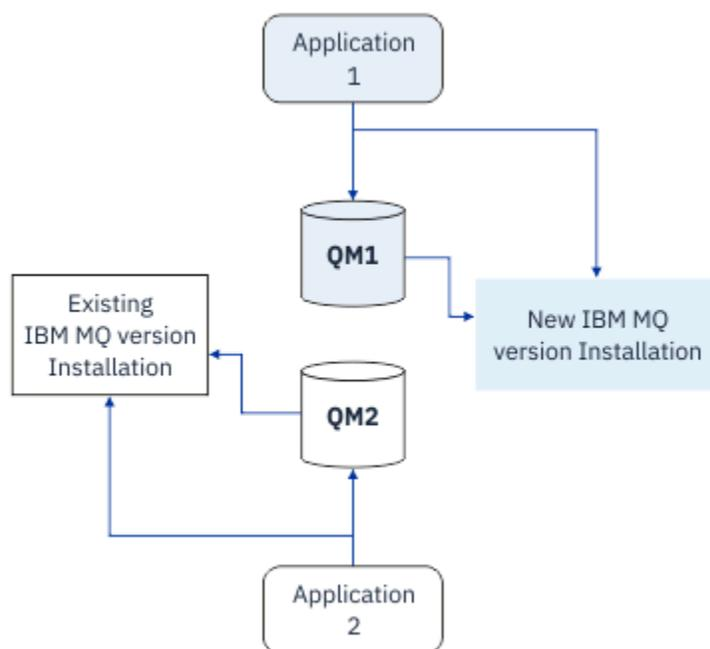 Application
1
QM1
Existing
IBM MQ version
Installation
New IBM MQ
version Installation
QM2
Application
2